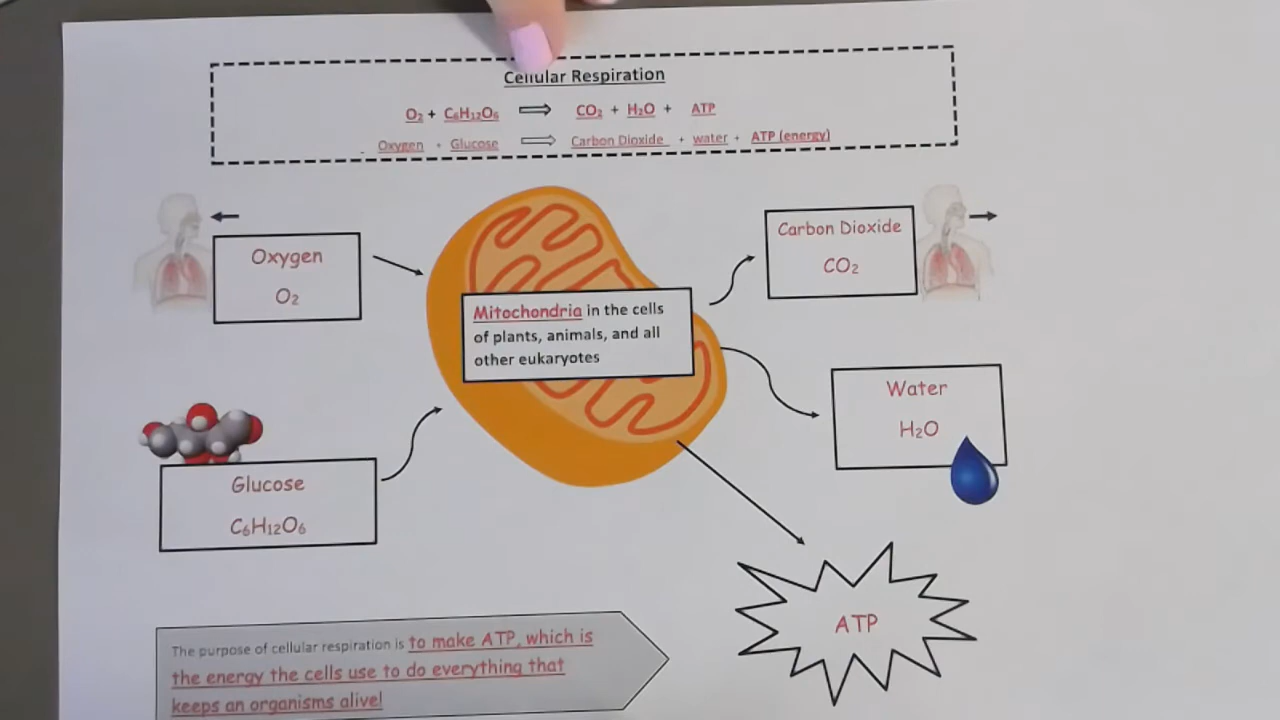 Cellular Respiration
O₂ + C₆H₁₂O₆ ⇒ CO₂ + H₂O + ATP
Oxygen + Glucose ⇒ Carbon Dioxide + water + ATP (energy)
Oxygen
O₂
Carbon Dioxide
CO₂
Mitochondria in the cells
of plants, animals, and all
other eukaryotes
Water
H₂O
Glucose
C₆H₁₂O₆
ATP
The purpose of cellular respiration is to make ATP, which is
the energy the cells use to do everything that
keeps an organisms alive!